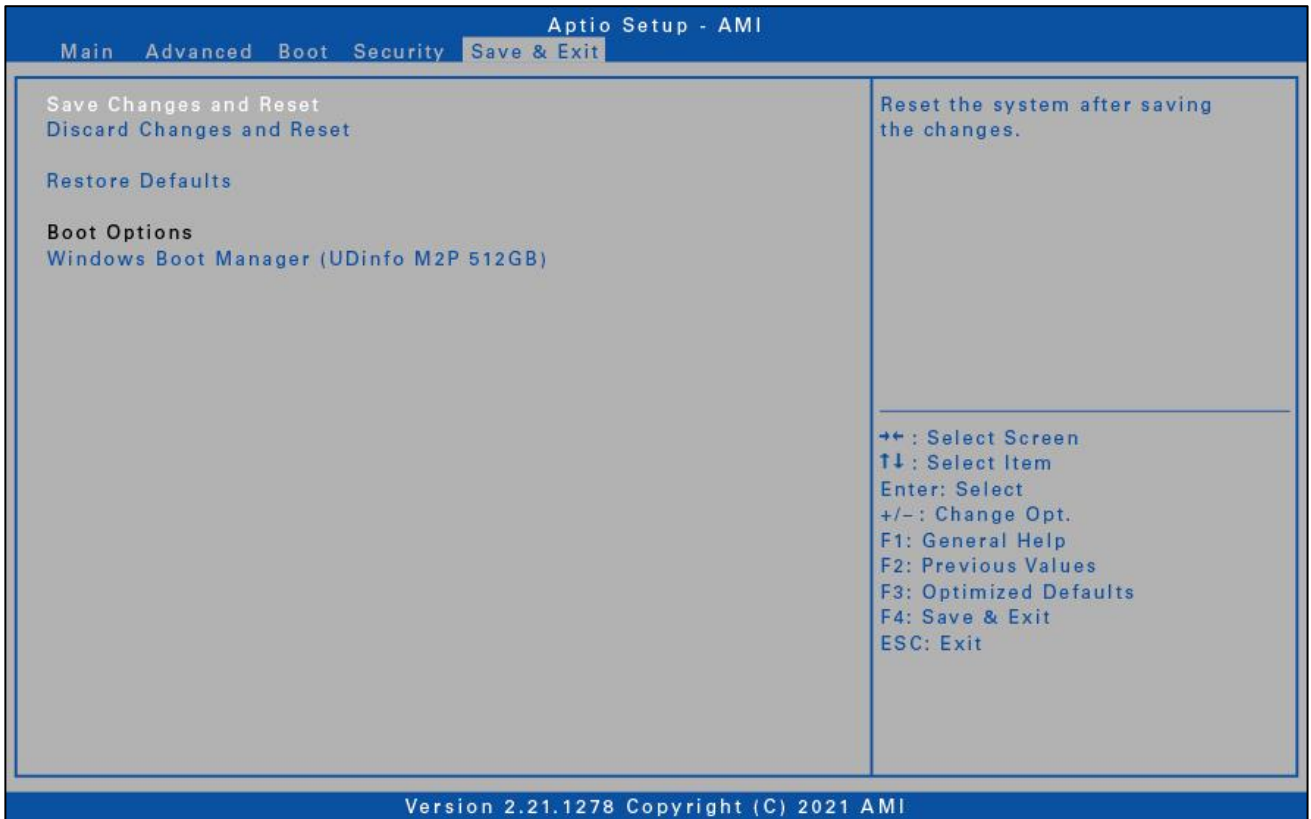 Aptio Setup - AMI
Main Advanced Boot Security Save & Exit
Save Changes and Reset
Discard Changes and Reset
Restore Defaults
Boot Options
Windows Boot Manager (UDinfo M2P 512GB)
Reset the system after saving
the changes.
→← : Select Screen
↑↓ : Select Item
Enter: Select
+/– : Change Opt.
F1: General Help
F2: Previous Values
F3: Optimized Defaults
F4: Save & Exit
ESC: Exit
Version 2.21.1278 Copyright (C) 2021 AMI